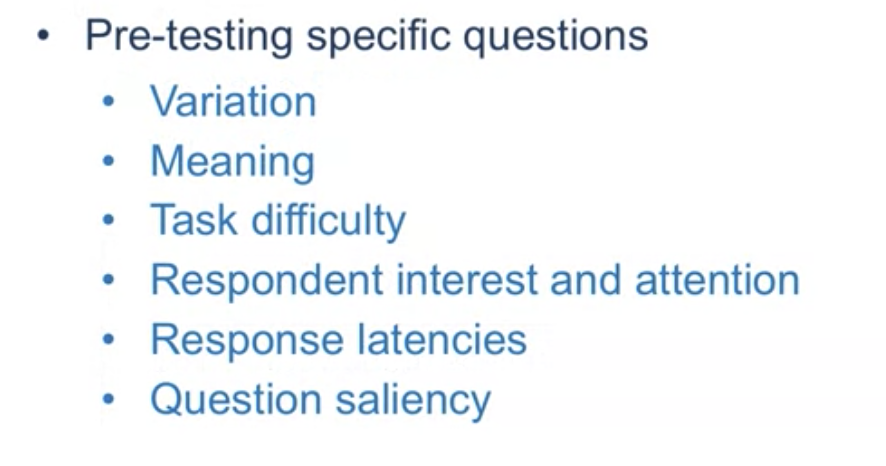 • Pre-testing specific questions
• Variation
• Meaning
• Task difficulty
• Respondent interest and attention
• Response latencies
• Question saliency